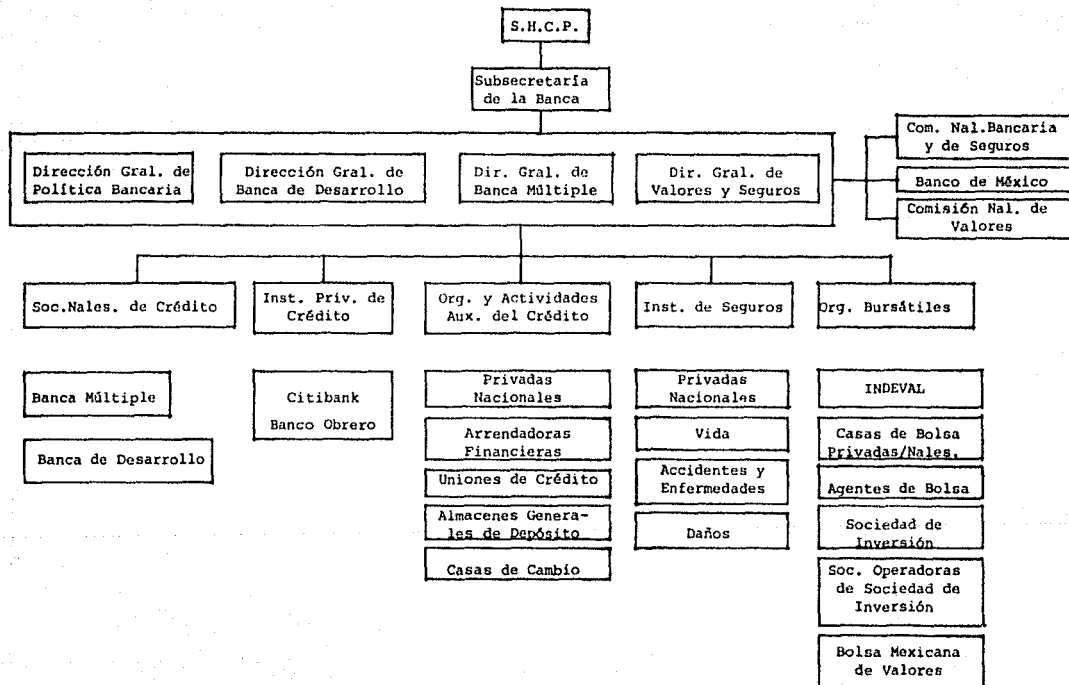 S.H.C.P.
Subsecretaría
de la Banca
Dirección Gral. de
Política Bancaria
Dirección Gral. de
Banca de Desarrollo
Dir. Gral. de
Banca Múltiple
Dir. Gral. de
Valores y Seguros
Com. Nal.Bancaria
y de Seguros
Banco de México
Comisión Nal. de
Valores
Soc.Nales. de Crédito
Inst. Priv. de
Crédito
Org. y Actividades
Aux. del Crédito
Inst. de Seguros
Org. Bursátiles
Banca Múltiple
Banca de Desarrollo
Citibank
Banco Obrero
Privadas
Nacionales
Arrendadoras
Financieras
Uniones de Crédito
Almacenes Genera-
les de Depósito
Casas de Cambio
Privadas
Nacionales
Vida
Accidentes y
Enfermedades
Daños
INDEVAL
Casas de Bolsa
Privadas/Nales.
Agentes de Bolsa
Sociedad de
Inversión
Soc. Operadoras
de Sociedad de
Inversión
Bolsa Mexicana
de Valores